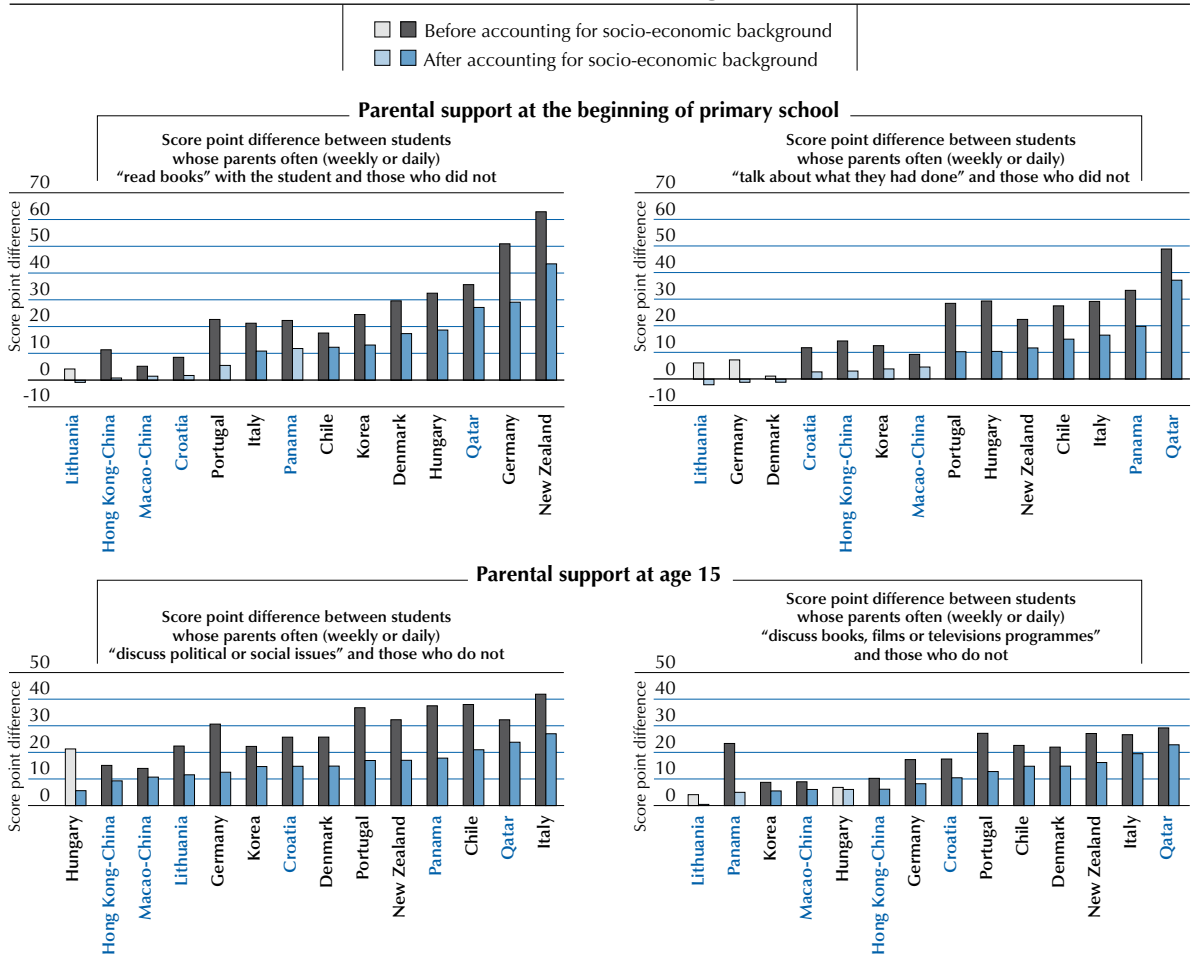 Before accounting for socio-economic background
After accounting for socio-economic background
Parental support at the beginning of primary school
Score point difference between students
whose parents often (weekly or daily)
“read books” with the student and those who did not
Score point difference
70
60
50
40
30
20
10
0
-10
Lithuania
Hong Kong-China
Macao-China
Croatia
Portugal
Italy
Panama
Chile
Korea
Denmark
Hungary
Qatar
Germany
New Zealand
Score point difference between students
whose parents often (weekly or daily)
“talk about what they had done” and those who did not
Score point difference
70
60
50
40
30
20
10
0
-10
Lithuania
Germany
Denmark
Croatia
Hong Kong-China
Korea
Macao-China
Portugal
Hungary
New Zealand
Chile
Italy
Panama
Qatar
Parental support at age 15
Score point difference between students
whose parents often (weekly or daily)
“discuss political or social issues” and those who do not
Score point difference
50
40
30
20
10
0
Hungary
Hong Kong-China
Macao-China
Lithuania
Germany
Korea
Croatia
Denmark
Portugal
New Zealand
Panama
Chile
Qatar
Italy
Score point difference between students
whose parents often (weekly or daily)
“discuss books, films or televisions programmes”
and those who do not
Score point difference
50
40
30
20
10
0
Lithuania
Panama
Korea
Macao-China
Hungary
Hong Kong-China
Germany
Croatia
Portugal
Chile
Denmark
New Zealand
Italy
Qatar